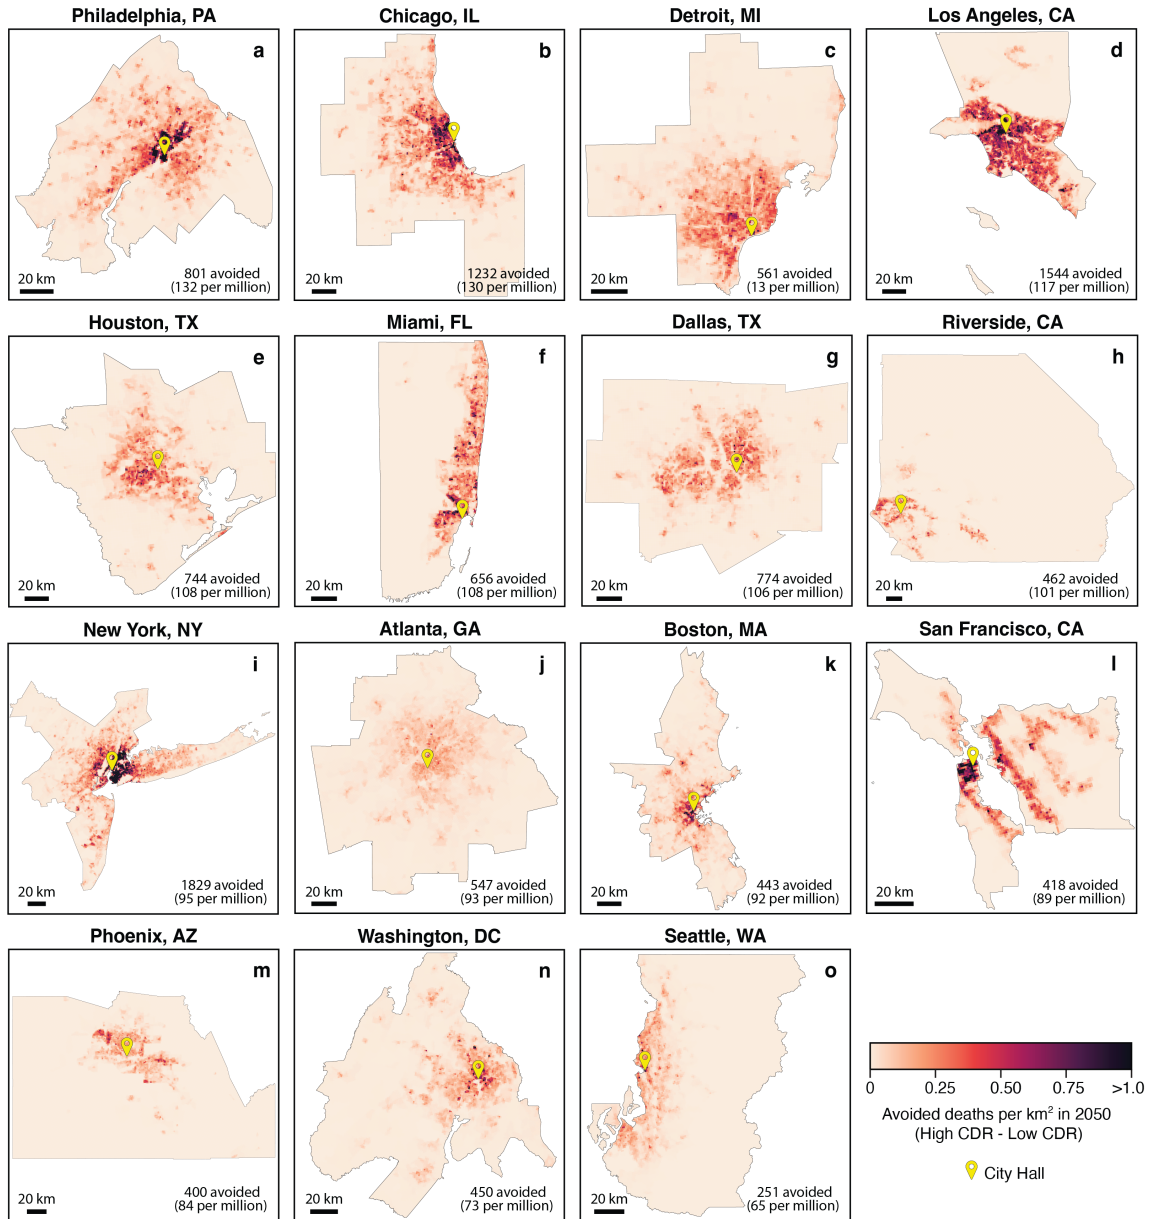 Philadelphia, PA
a
20 km
801 avoided
(132 per million)
Chicago, IL
b
20 km
1232 avoided
(130 per million)
Detroit, MI
c
20 km
561 avoided
(13 per million)
Los Angeles, CA
d
20 km
1544 avoided
(117 per million)
Houston, TX
e
20 km
744 avoided
(108 per million)
Miami, FL
f
20 km
656 avoided
(108 per million)
Dallas, TX
g
20 km
774 avoided
(106 per million)
Riverside, CA
h
20 km
462 avoided
(101 per million)
New York, NY
i
20 km
1829 avoided
(95 per million)
Atlanta, GA
j
20 km
547 avoided
(93 per million)
Boston, MA
k
20 km
443 avoided
(92 per million)
San Francisco, CA
l
20 km
418 avoided
(89 per million)
Phoenix, AZ
m
20 km
400 avoided
(84 per million)
Washington, DC
n
20 km
450 avoided
(73 per million)
Seattle, WA
o
20 km
251 avoided
(65 per million)
0 0.25 0.50 0.75 >1.0
Avoided deaths per km² in 2050
(High CDR - Low CDR)
City Hall